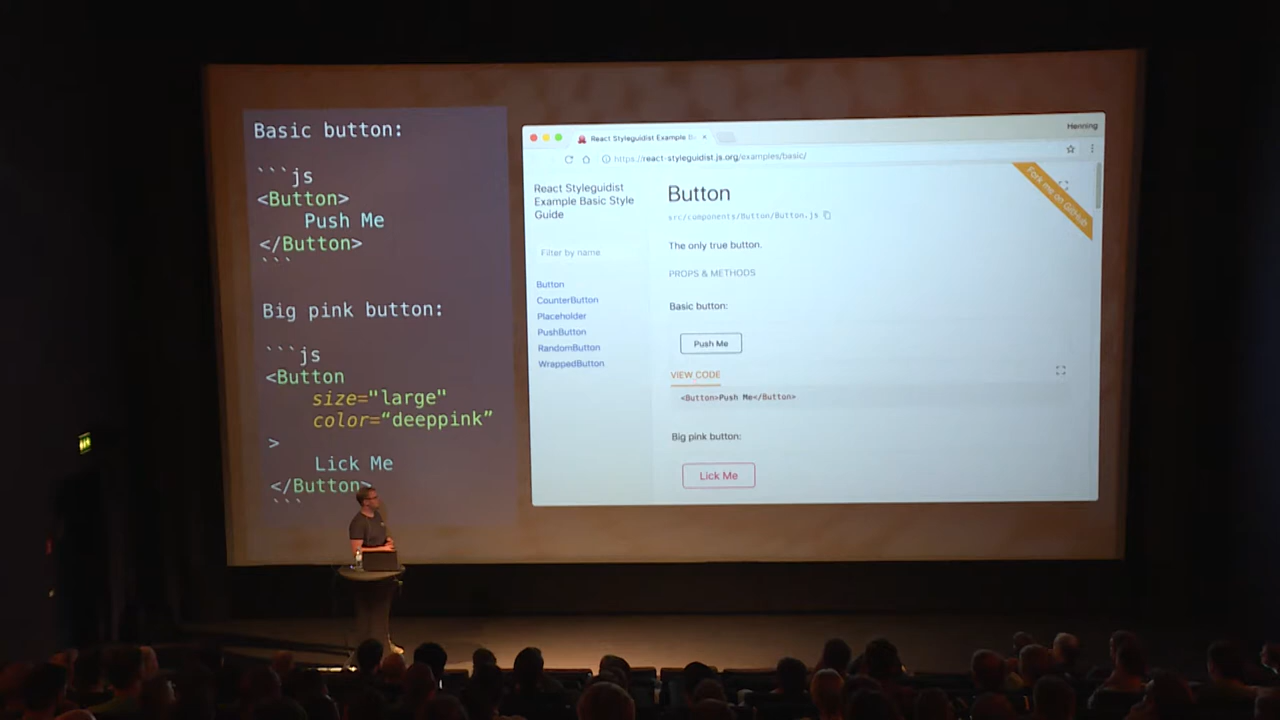 Basic button:
```js
<Button>
Push Me
</Button>
```
Big pink button:
```js
<Button
size="large"
color=“deeppink”
>
Lick Me
</Button>
```
React Styleguidist Example Ba
Henning
https://react-styleguidist.js.org/examples/basic/
React Styleguidist
Example Basic Style
Guide
Filter by name
Button
CounterButton
Placeholder
PushButton
RandomButton
WrappedButton
Fork me on GitHub
Button
src/components/Button/Button.js
The only true button.
PROPS & METHODS
Basic button:
Push Me
VIEW CODE
<Button>Push Me</Button>
Big pink button:
Lick Me